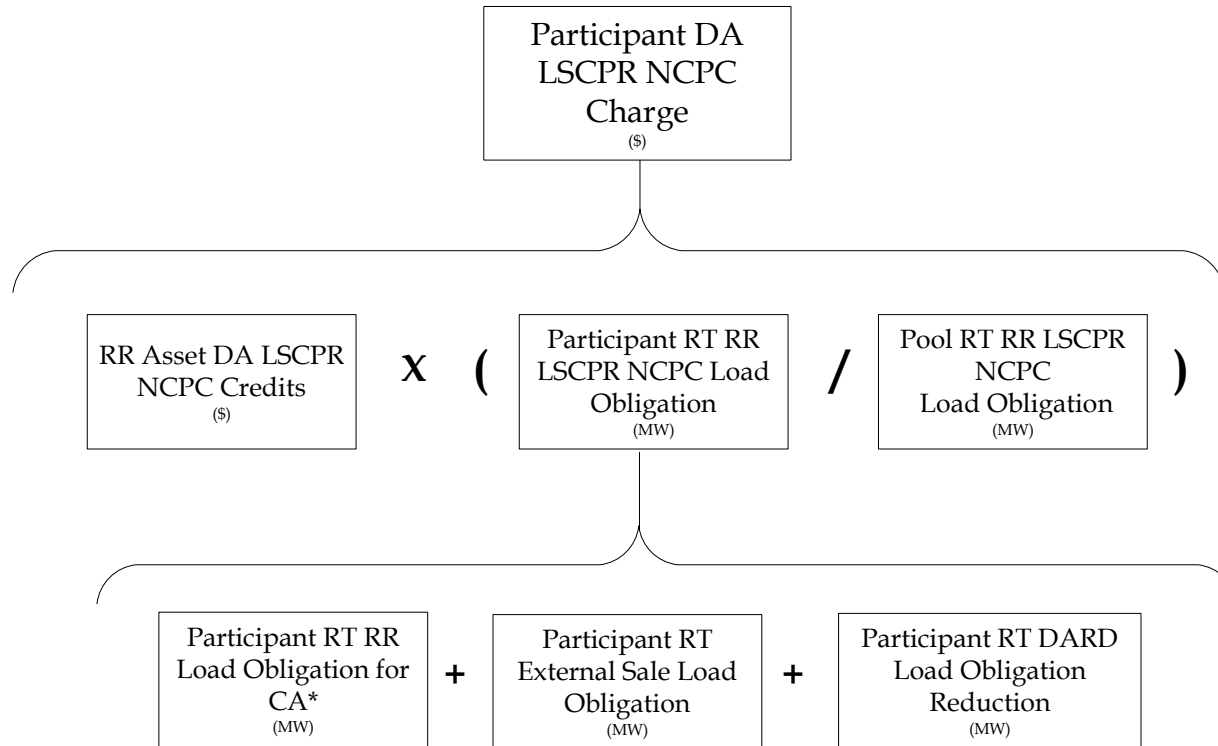 Participant DA
LSCPR NCPC
Charge
($)
RR Asset DA LSCPR
NCPC Credits
($)
x
(
Participant RT RR
LSCPR NCPC Load
Obligation
(MW)
/
Pool RT RR LSCPR
NCPC
Load Obligation
(MW)
)
Participant RT RR
Load Obligation for
CA*
(MW)
+
Participant RT
External Sale Load
Obligation
(MW)
+
Participant RT DARD
Load Obligation
Reduction
(MW)